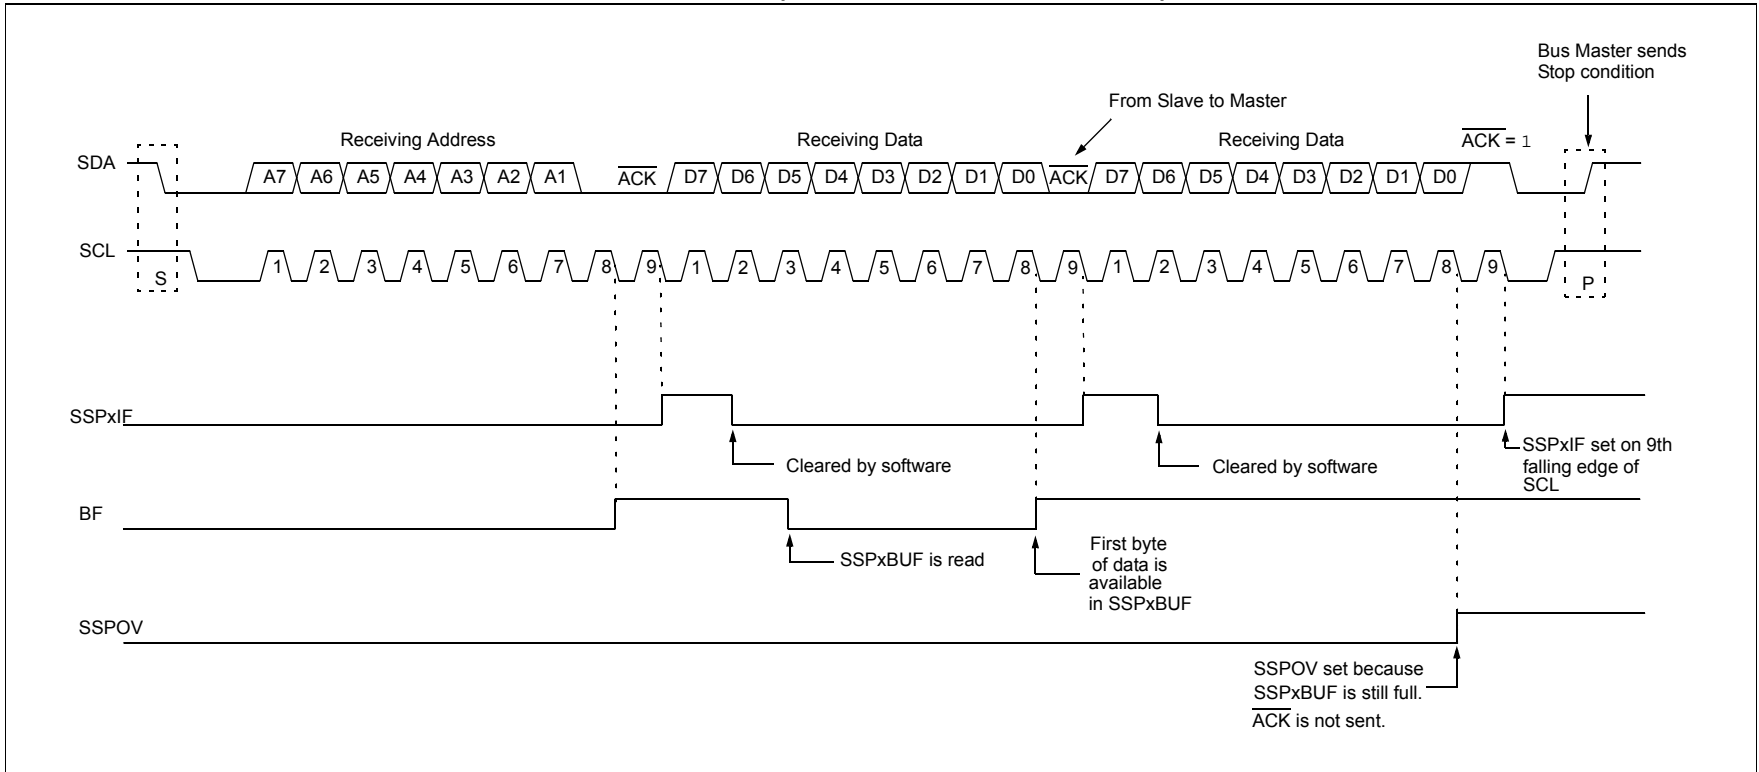 Bus Master sends
Stop condition
From Slave to Master
Receiving Address
Receiving Data
Receiving Data
ACK = 1
SDA
A7 A6 A5 A4 A3 A2 A1 ACK D7 D6 D5 D4 D3 D2 D1 D0 ACK D7 D6 D5 D4 D3 D2 D1 D0
SCL
S
1 2 3 4 5 6 7 8 9 1 2 3 4 5 6 7 8 9 1 2 3 4 5 6 7 8 9
P
SSPxIF
Cleared by software
Cleared by software
SSPxIF set on 9th
falling edge of
SCL
BF
SSPxBUF is read
First byte
of data is
available
in SSPxBUF
SSPOV
SSPOV set because
SSPxBUF is still full.
ACK is not sent.